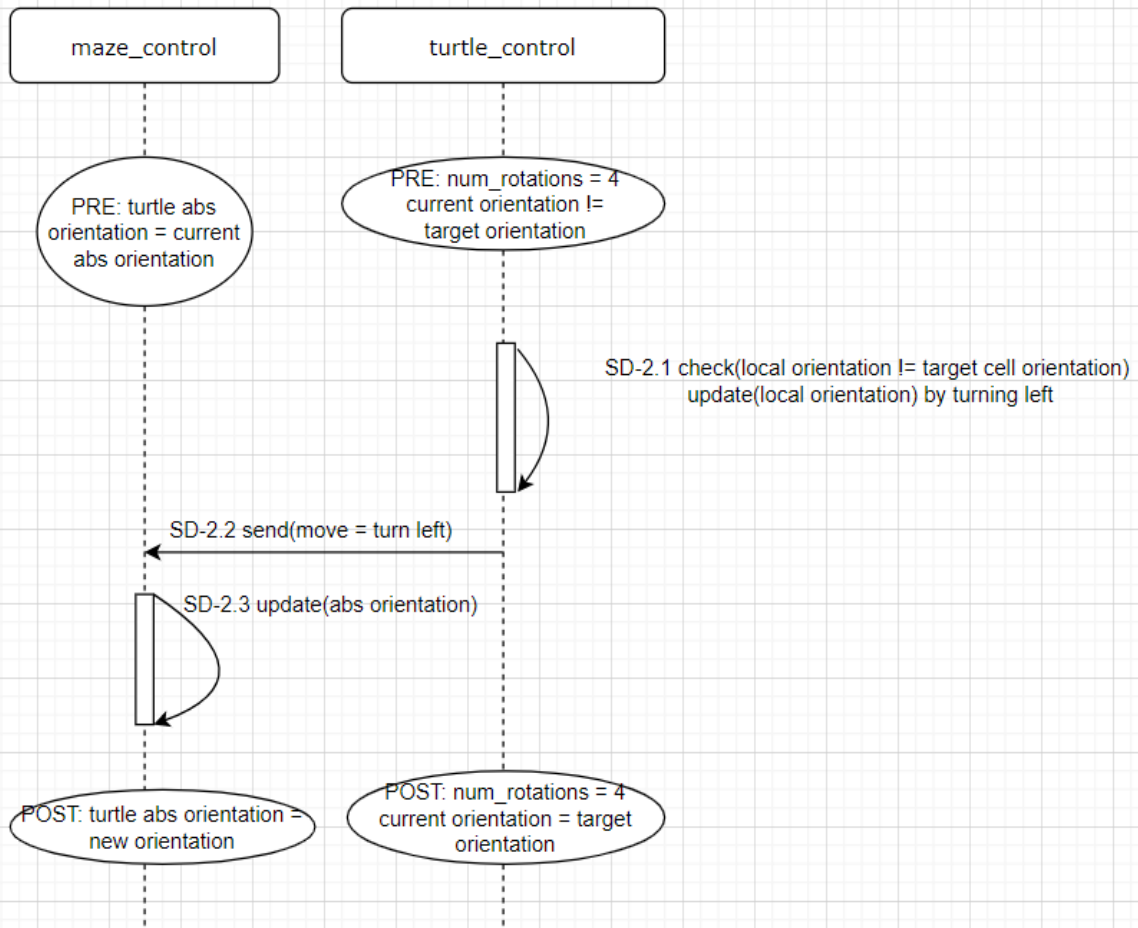 maze_control
turtle_control
PRE: turtle abs
orientation = current
abs orientation
PRE: num_rotations = 4
current orientation !=
target orientation
SD-2.1 check(local orientation != target cell orientation)
update(local orientation) by turning left
SD-2.2 send(move = turn left)
SD-2.3 update(abs orientation)
POST: turtle abs orientation =
new orientation
POST: num_rotations = 4
current orientation = target
orientation